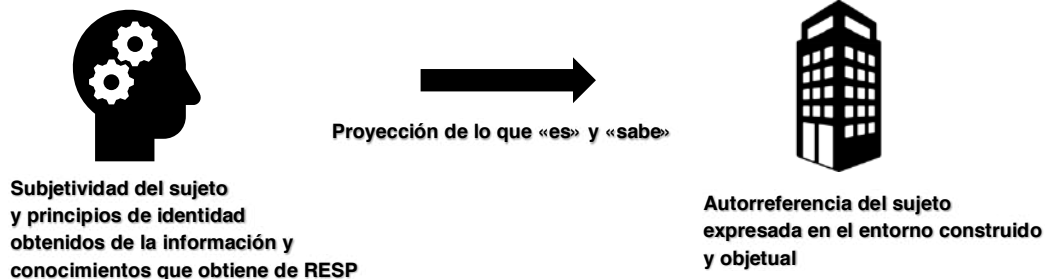 Proyección de lo que «es» y «sabe»
Subjetividad del sujeto
y principios de identidad
obtenidos de la información y
conocimientos que obtiene de RESP
Autorreferencia del sujeto
expresada en el entorno construido
y objetual